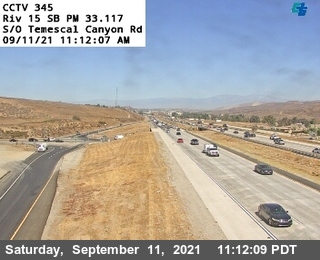 CCTV 345
Riv 15 SB PM 33.117
S/O Temescal Canyon Rd
09/11/21 11:12:07 AM
Saturday, September 11, 2021 11:12:09 PDT